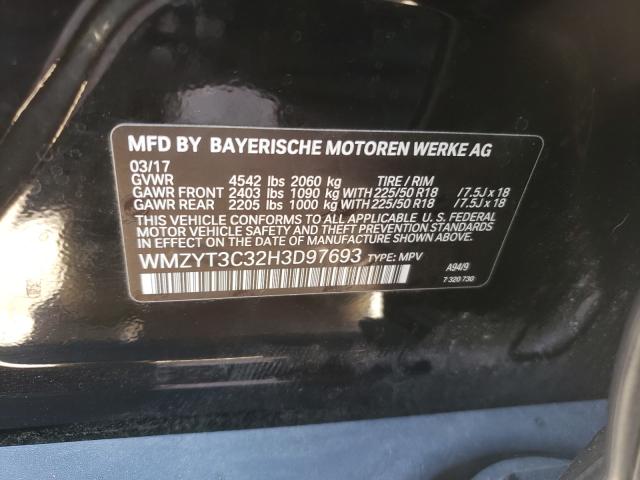 MFD BY BAYERISCHE MOTOREN WERKE AG
03/17
GVWR 4542 lbs 2060 kg TIRE / RIM
GAWR FRONT 2403 lbs 1090 kg WITH 225/50 R18 / 7.5J x 18
GAWR REAR 2205 lbs 1000 kg WITH 225/50 R18 / 7.5J x 18
THIS VEHICLE CONFORMS TO ALL APPLICABLE U. S. FEDERAL
MOTOR VEHICLE SAFETY AND THEFT PREVENTION STANDARDS
IN EFFECT ON THE DATE OF MANUFACTURE SHOWN ABOVE.
WMZYT3C32H3D97693 TYPE: MPV
A94/9
7 320 730